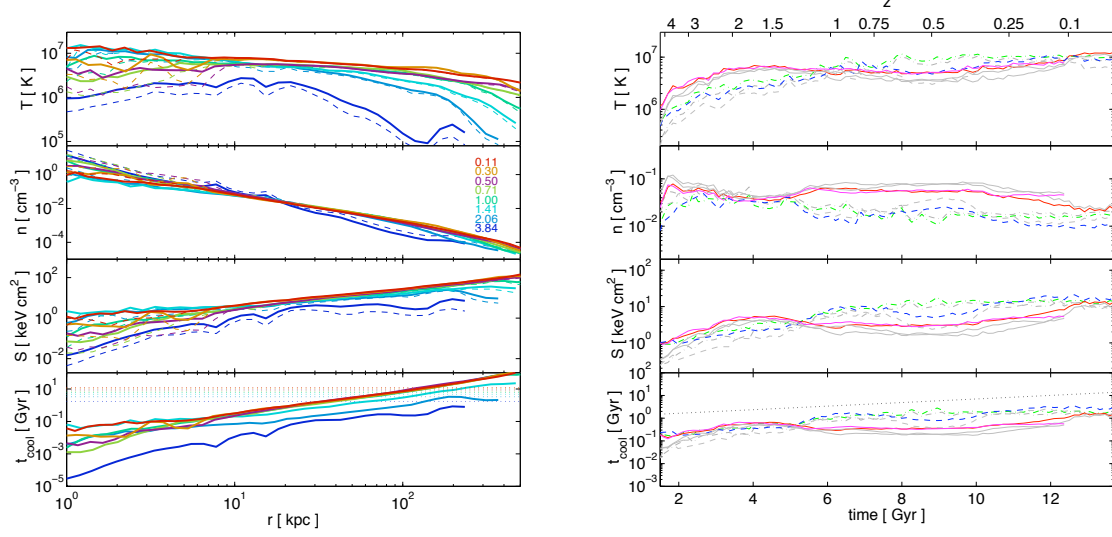 z
4 3 2 1.5 1 0.75 0.5 0.25 0.1
10^7
10^6
10^5
T [ K ]
10^0
10^−2
10^−4
n [ cm^−3 ]
0.11
0.30
0.50
0.71
1.00
1.41
2.06
3.84
10^2
10^0
10^−2
S [ keV cm^2 ]
10^1
10^−1
10^−3
10^−5
t_cool [ Gyr ]
10^0 10^1 10^2
r [ kpc ]
10^7
10^6
T [ K ]
10^−1
10^−2
n [ cm^−3 ]
10^2
10^1
10^0
S [ keV cm^2 ]
10^2
10^1
10^0
10^−1
10^−2
10^−3
t_cool [ Gyr ]
2 4 6 8 10 12
time [ Gyr ]